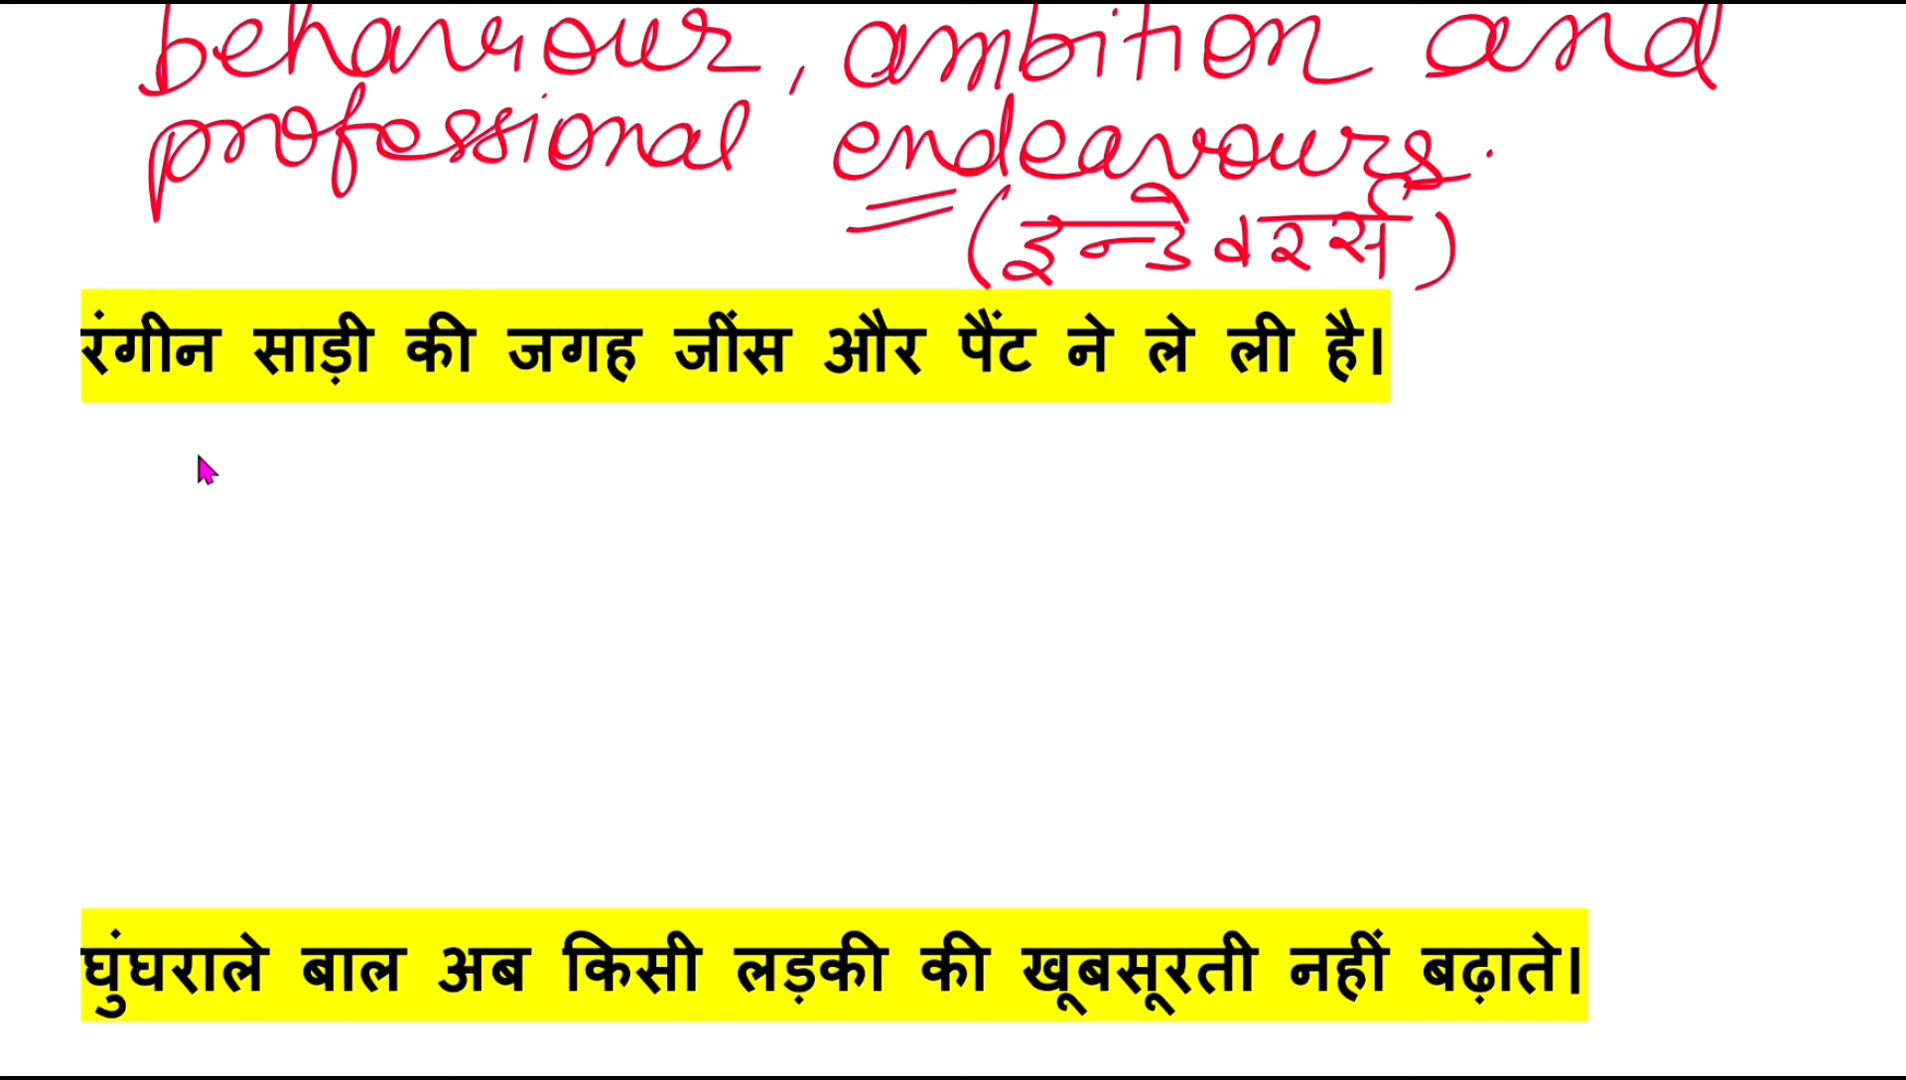 behaviour, ambition and
professional endeavours.
(इन्डेवरर्स)
रंगीन साड़ी की जगह जींस और पैंट ने ले ली है।
घुंघराले बाल अब किसी लड़की की खूबसूरती नहीं बढ़ाते।